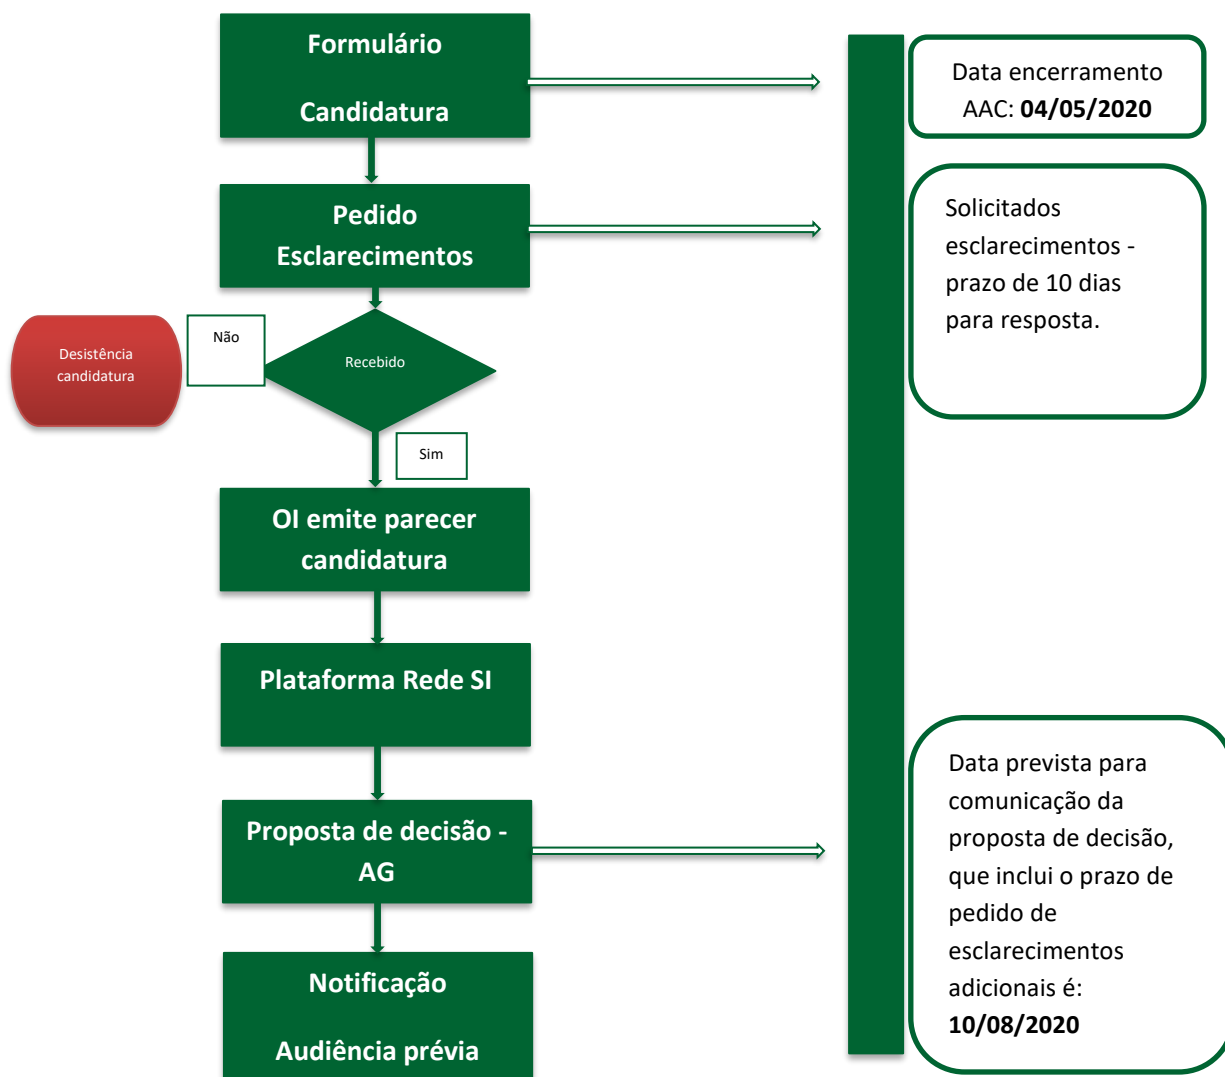 Formulário
Candidatura
Data encerramento
AAC: 04/05/2020
Pedido
Esclarecimentos
Solicitados
esclarecimentos -
prazo de 10 dias
para resposta.
Desistência
candidatura
Não
Recebido
Sim
OI emite parecer
candidatura
Plataforma Rede SI
Proposta de decisão -
AG
Data prevista para
comunicação da
proposta de decisão,
que inclui o prazo de
pedido de
esclarecimentos
adicionais é:
10/08/2020
Notificação
Audiência prévia